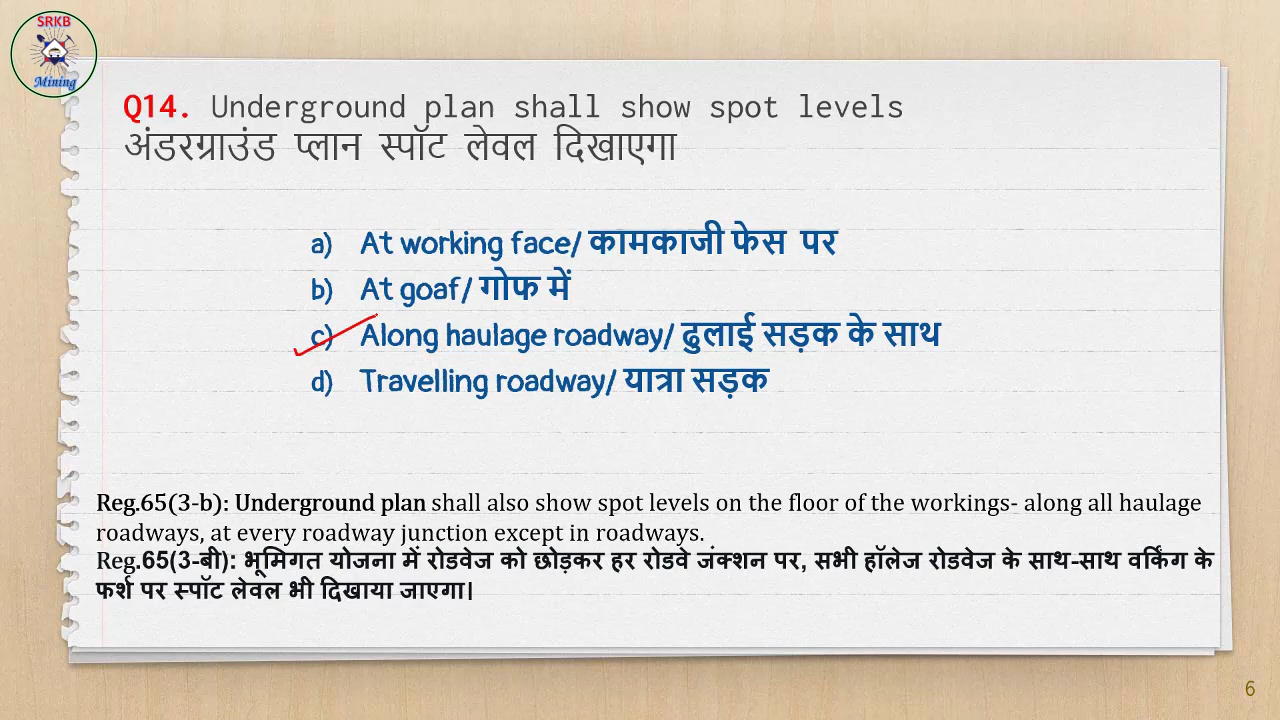 SRKB
Mining
Q14. Underground plan shall show spot levels
अंडरग्राउंड प्लान स्पॉट लेवल दिखाएगा
a) At working face/ कामकाजी फेस पर
b) At goaf/ गोफ में
c) Along haulage roadway/ ढुलाई सड़क के साथ
d) Travelling roadway/ यात्रा सड़क
Reg.65(3-b): Underground plan shall also show spot levels on the floor of the workings- along all haulage
roadways, at every roadway junction except in roadways.
Reg.65(3-बी): भूमिगत योजना में रोडवेज को छोड़कर हर रोडवे जंक्शन पर, सभी हॉलेज रोडवेज के साथ-साथ वर्किंग के
फर्श पर स्पॉट लेवल भी दिखाया जाएगा।
6